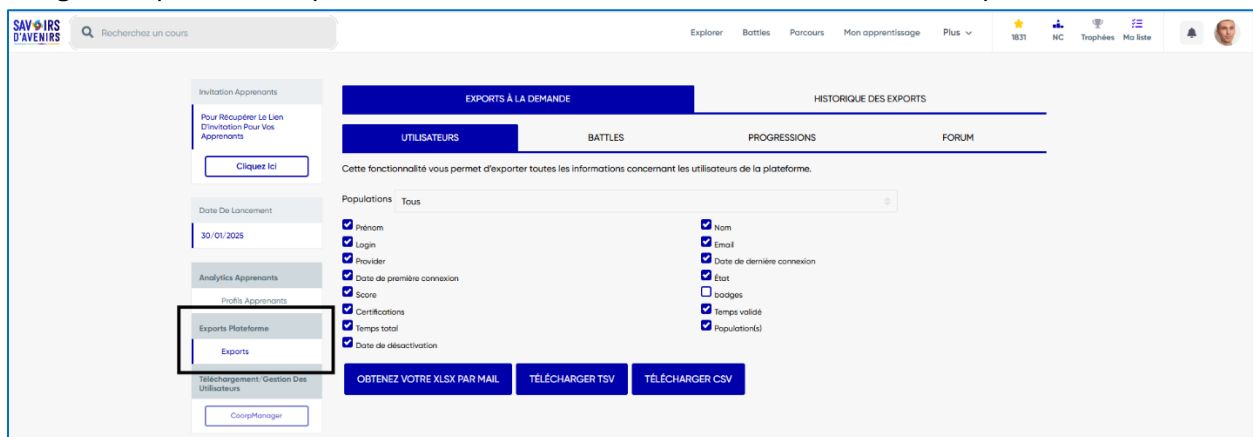 SAVOIRS
D'AVENIRS
Recherchez un cours
Explorer Battles Parcours Mon apprentissage Plus
1831 NC Trophées Ma liste
Invitation Apprenants
Pour Récupérer Le Lien
D'invitation Pour Vos
Apprenants
Cliquez Ici
Date De Lancement
30/01/2025
Analytics Apprenants
Profils Apprenants
Exports Plateforme
Exports
Téléchargement/Gestion Des
Utilisateurs
CoorpManager
EXPORTS À LA DEMANDE HISTORIQUE DES EXPORTS
UTILISATEURS BATTLES PROGRESSIONS FORUM
Cette fonctionnalité vous permet d'exporter toutes les informations concernant les utilisateurs de la plateforme.
Populations Tous
Prénom Nom
Login Email
Provider Date de dernière connexion
Date de première connexion État
Score badges
Certifications Temps validé
Temps total Population(s)
Date de désactivation
OBTENEZ VOTRE XLSX PAR MAIL TÉLÉCHARGER TSV TÉLÉCHARGER CSV